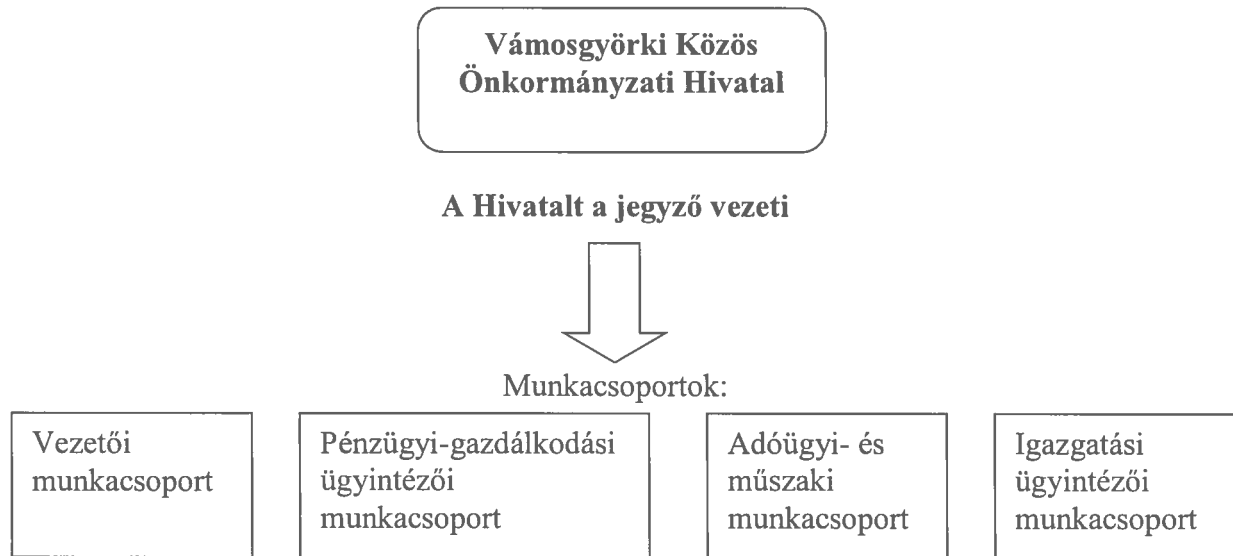 Vámosgyörki Közös
Önkormányzati Hivatal
A Hivatalt a jegyző vezeti
Munkacsoportok:
Vezetői
munkacsoport
Pénzügyi-gazdálkodási
ügyintézői
munkacsoport
Adóügyi- és
műszaki
munkacsoport
Igazgatási
ügyintézői
munkacsoport